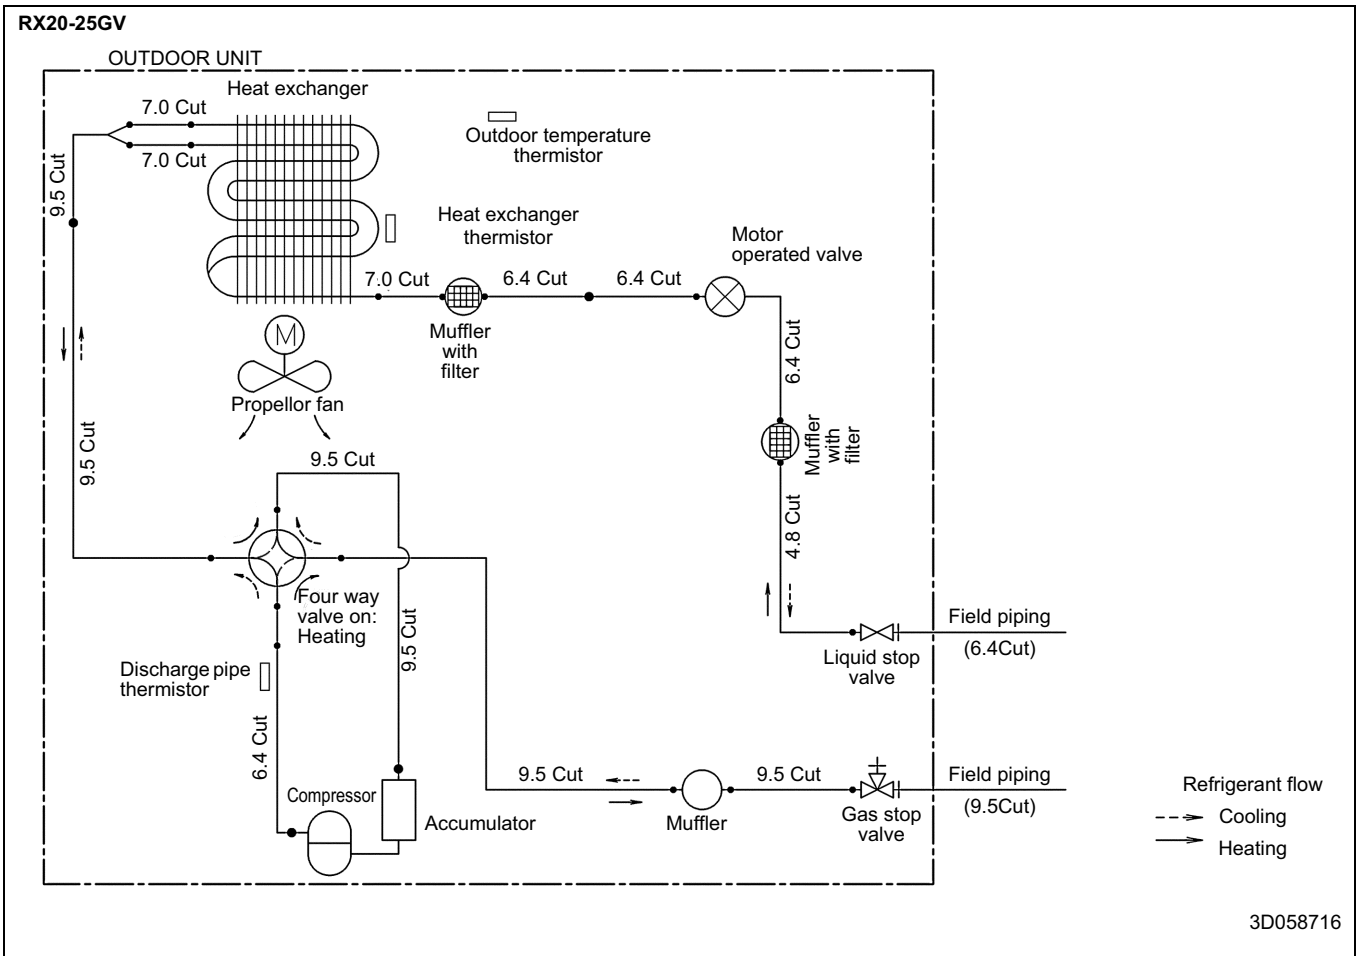 RX20-25GV
OUTDOOR UNIT
Heat exchanger
7.0 Cut
7.0 Cut
9.5 Cut
Outdoor temperature
thermistor
Heat exchanger
thermistor
Motor
operated valve
7.0 Cut
6.4 Cut
6.4 Cut
Muffler
with
filter
M
Propellor fan
6.4 Cut
Muffler
with
filter
9.5 Cut
9.5 Cut
4.8 Cut
Four way
valve on:
Heating
9.5 Cut
Discharge pipe
thermistor
6.4 Cut
Field piping
(6.4Cut)
Liquid stop
valve
Compressor
Accumulator
9.5 Cut
Muffler
9.5 Cut
Gas stop
valve
Field piping
(9.5Cut)
Refrigerant flow
Cooling
Heating
3D058716